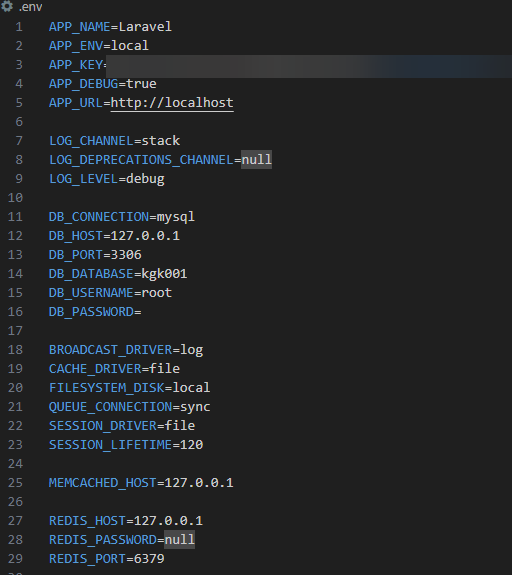 .env
1 APP_NAME=Laravel
2 APP_ENV=local
3 APP_KEY=
4 APP_DEBUG=true
5 APP_URL=http://localhost
6
7 LOG_CHANNEL=stack
8 LOG_DEPRECATIONS_CHANNEL=null
9 LOG_LEVEL=debug
10
11 DB_CONNECTION=mysql
12 DB_HOST=127.0.0.1
13 DB_PORT=3306
14 DB_DATABASE=kgk001
15 DB_USERNAME=root
16 DB_PASSWORD=
17
18 BROADCAST_DRIVER=log
19 CACHE_DRIVER=file
20 FILESYSTEM_DISK=local
21 QUEUE_CONNECTION=sync
22 SESSION_DRIVER=file
23 SESSION_LIFETIME=120
24
25 MEMCACHED_HOST=127.0.0.1
26
27 REDIS_HOST=127.0.0.1
28 REDIS_PASSWORD=null
29 REDIS_PORT=6379